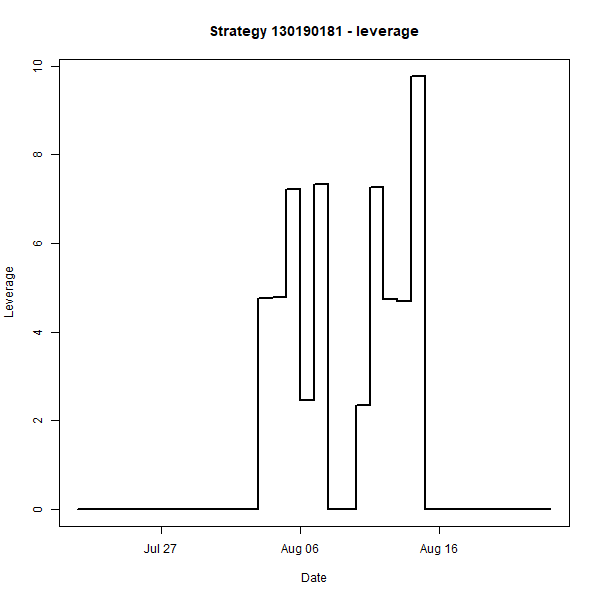 Strategy 130190181 - leverage
10
8
6
4
2
0
Leverage
Jul 27
Aug 06
Aug 16
Date